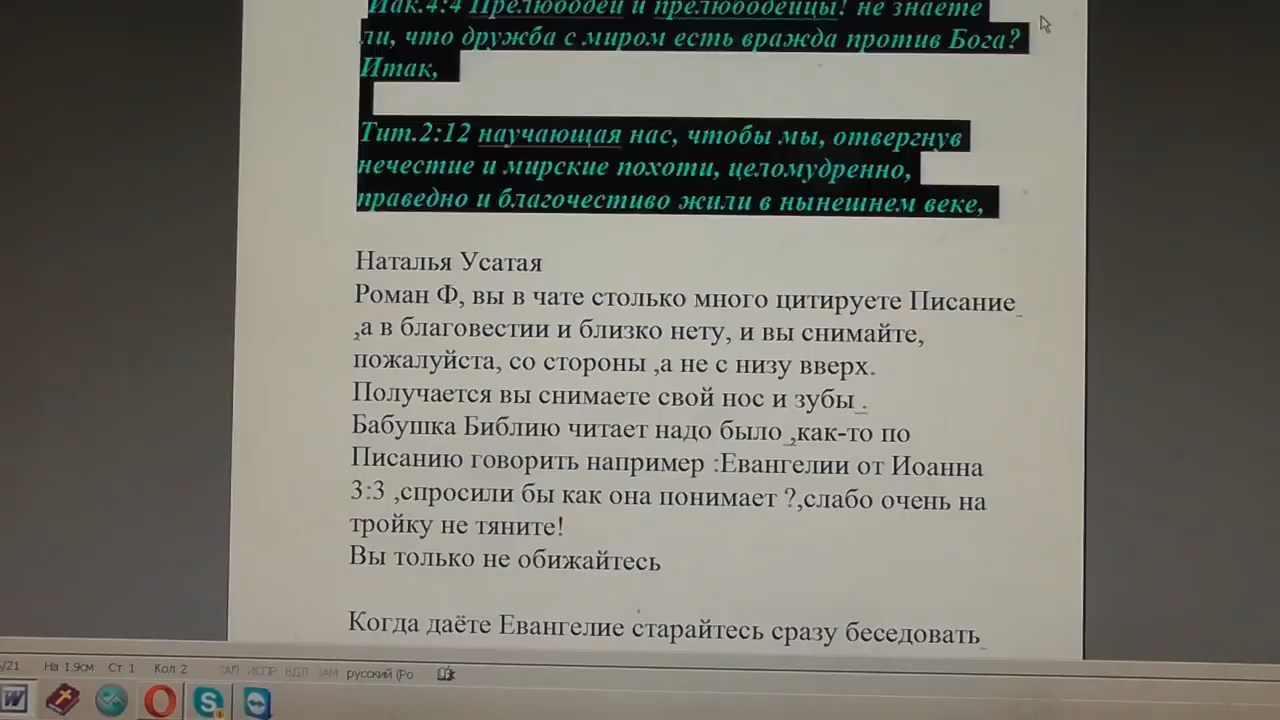 Иак.4:4 Прелюбодеи и прелюбодейцы! не знаете
ли, что дружба с миром есть вражда против Бога?
Итак,
Тит.2:12 научающая нас, чтобы мы, отвергнув
нечестие и мирские похоти, целомудренно,
праведно и благочестиво жили в нынешнем веке,
Наталья Усатая
Роман Ф, вы в чате столько много цитируете Писание
,а в благовестии и близко нету, и вы снимайте,
пожалуйста, со стороны ,а не с низу вверх.
Получается вы снимаете свой нос и зубы .
Бабушка Библию читает надо было ,как-то по
Писанию говорить например :Евангелии от Иоанна
3:3 ,спросили бы как она понимает ?,слабо очень на
тройку не тяните!
Вы только не обижайтесь
Когда даёте Евангелие старайтесь сразу беседовать
/21 На 1.9см Ст 1 Кол 2 ЗАП ИСПР ВДЛ ЗАМ русский (Ро